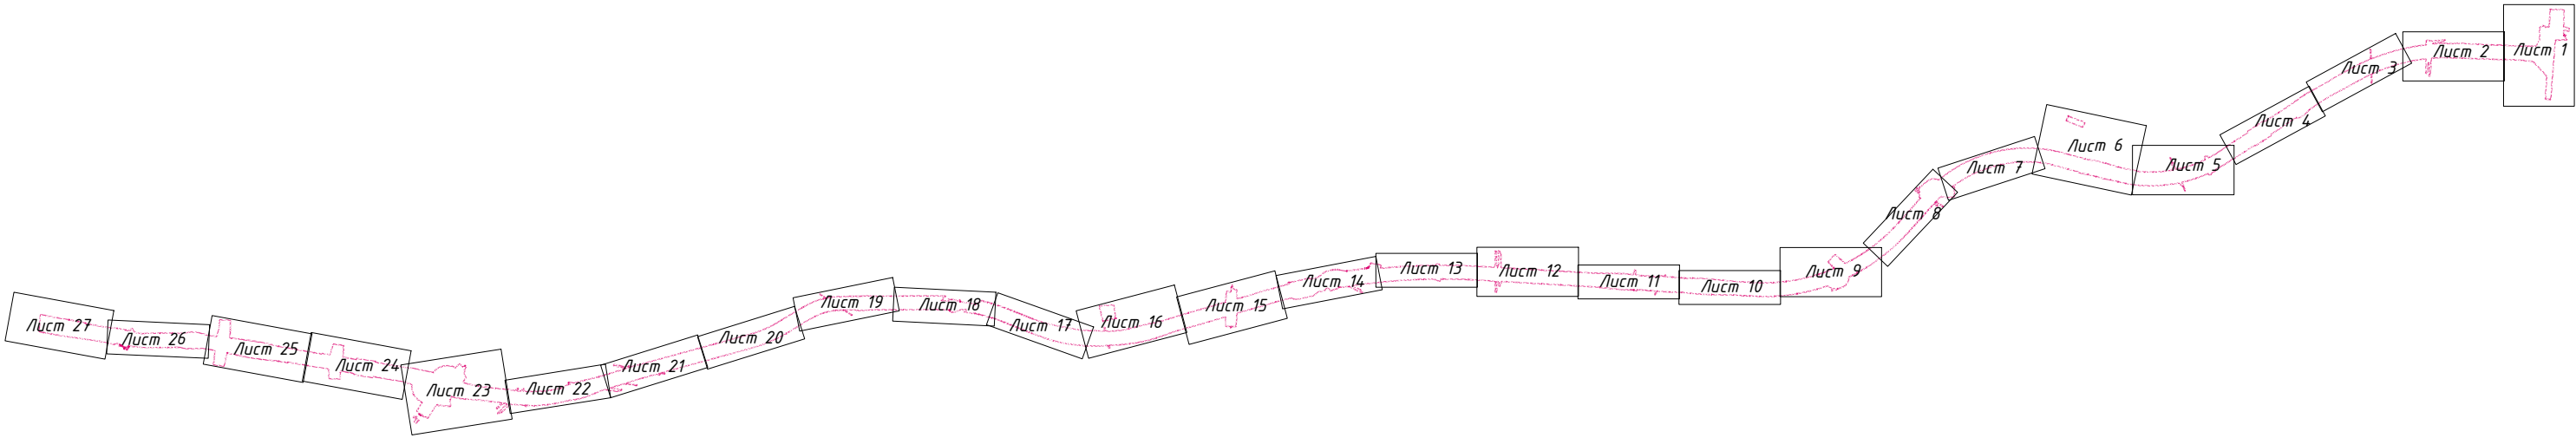 Лист 1
Лист 2
Лист 3
Лист 4
Лист 5
Лист 6
Лист 7
Лист 8
Лист 9
Лист 10
Лист 11
Лист 12
Лист 13
Лист 14
Лист 15
Лист 16
Лист 17
Лист 18
Лист 19
Лист 20
Лист 21
Лист 22
Лист 23
Лист 24
Лист 25
Лист 26
Лист 27